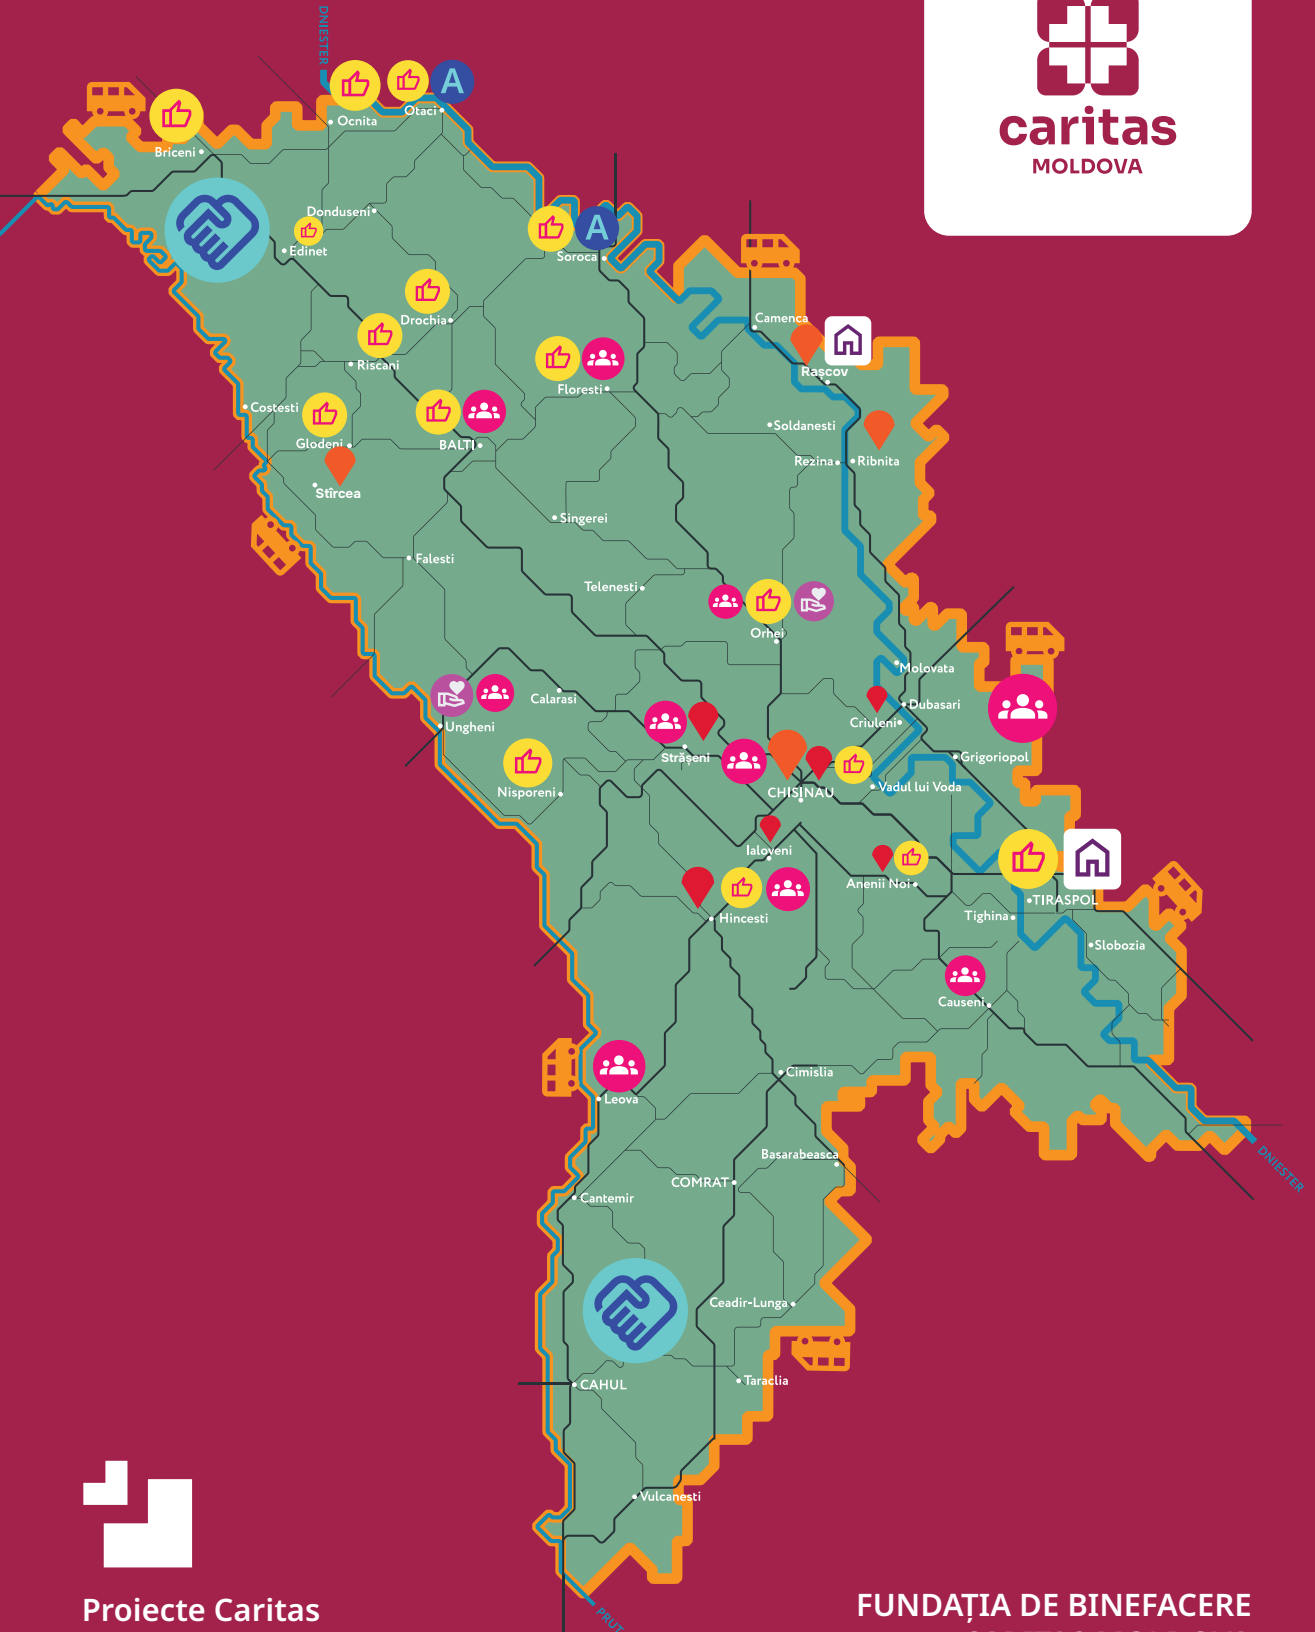 DNIESTER
caritas
MOLDOVA
Otaci
Ocnita
Briceni
Donduseni
Edinet
Soroca
Drochia
Camenca
Riscani
Rașcov
Floresti
Costesti
Soldanesti
Glodeni
BALTI
Rezina
Ribnita
Stîrcea
Singerei
Falesti
Telenesti
Orhei
Molovata
Calarasi
Dubasari
Criuleni
Ungheni
Strășeni
Grigoriopol
Nisporeni
CHISINAU
Vadul lui Voda
Ialoveni
Anenii Noi
TIRASPOL
Hincesti
Tighina
Slobozia
Causeni
Cimislia
Leova
Basarabeasca
DNIESTER
COMRAT
Cantemir
Ceadir-Lunga
Taraclia
CAHUL
Vulcanesti
PRUT
A
A
Proiecte Caritas
FUNDAȚIA DE BINEFACERE